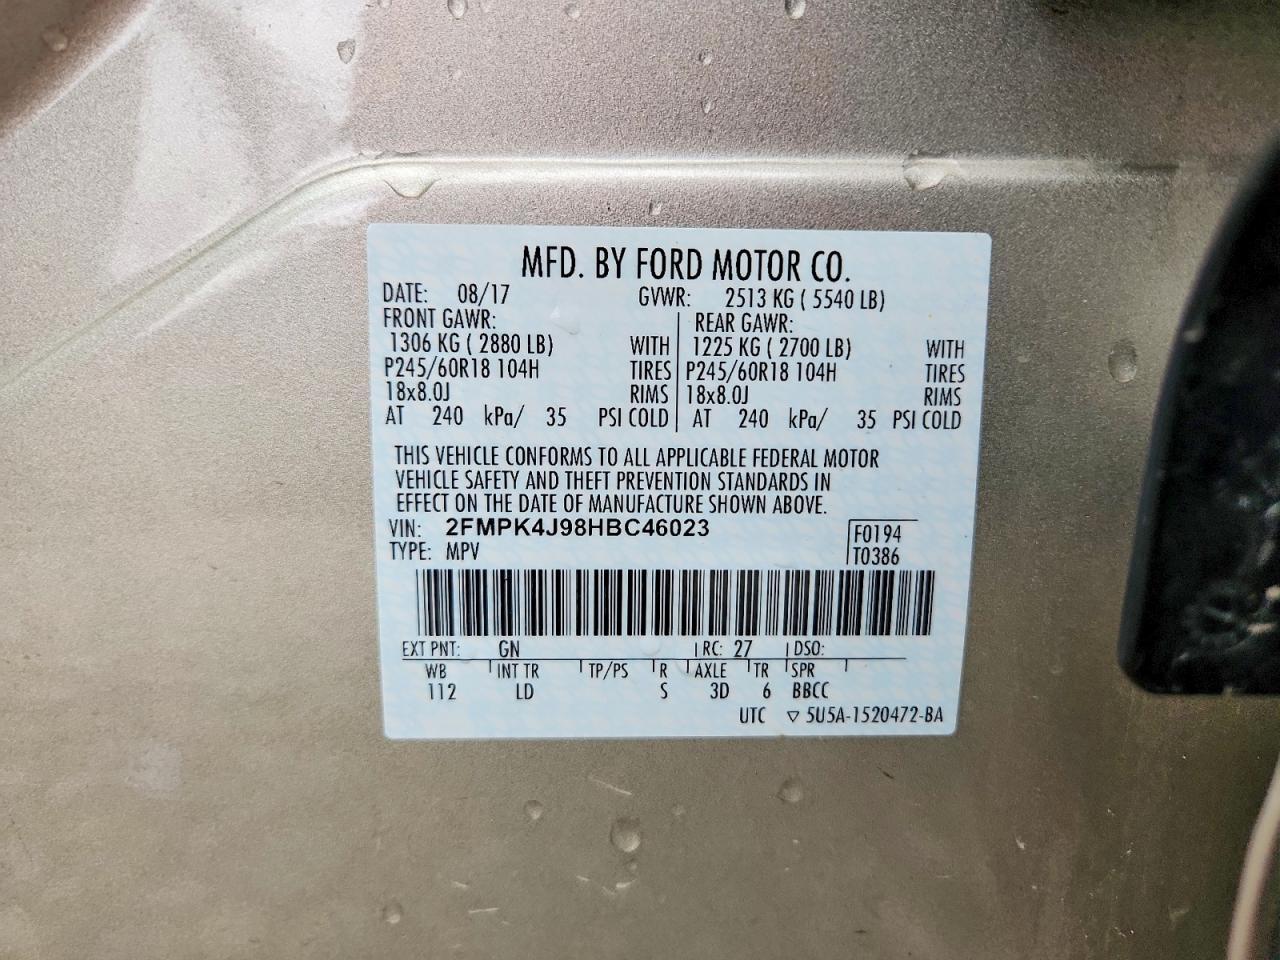 MFD. BY FORD MOTOR CO.
DATE: 08/17 GVWR: 2513 KG ( 5540 LB)
FRONT GAWR: REAR GAWR:
1306 KG ( 2880 LB) WITH 1225 KG ( 2700 LB) WITH
P245/60R18 104H TIRES P245/60R18 104H TIRES
18x8.0J RIMS 18x8.0J RIMS
AT 240 kPa/ 35 PSI COLD AT 240 kPa/ 35 PSI COLD
THIS VEHICLE CONFORMS TO ALL APPLICABLE FEDERAL MOTOR
VEHICLE SAFETY AND THEFT PREVENTION STANDARDS IN
EFFECT ON THE DATE OF MANUFACTURE SHOWN ABOVE.
VIN: 2FMPK4J98HBC46023 F0194
TYPE: MPV T0386
EXT PNT: GN RC: 27 DSO:
WB INT TR TP/PS R AXLE TR SPR
112 LD S 3D 6 BBCC
UTC ▽ 5U5A-1520472-BA